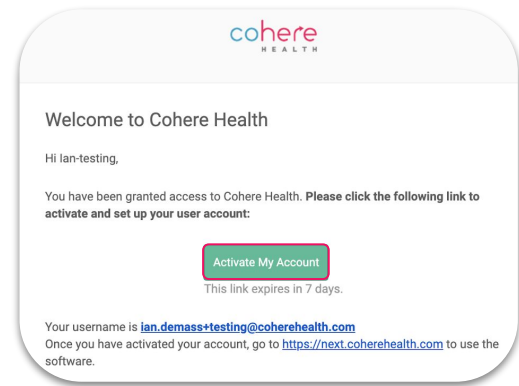 cohere
HEALTH
Welcome to Cohere Health
Hi Ian-testing,
You have been granted access to Cohere Health. Please click the following link to
activate and set up your user account:
Activate My Account
This link expires in 7 days.
Your username is ian.demass+testing@coherehealth.com
Once you have activated your account, go to https://next.coherehealth.com to use the
software.